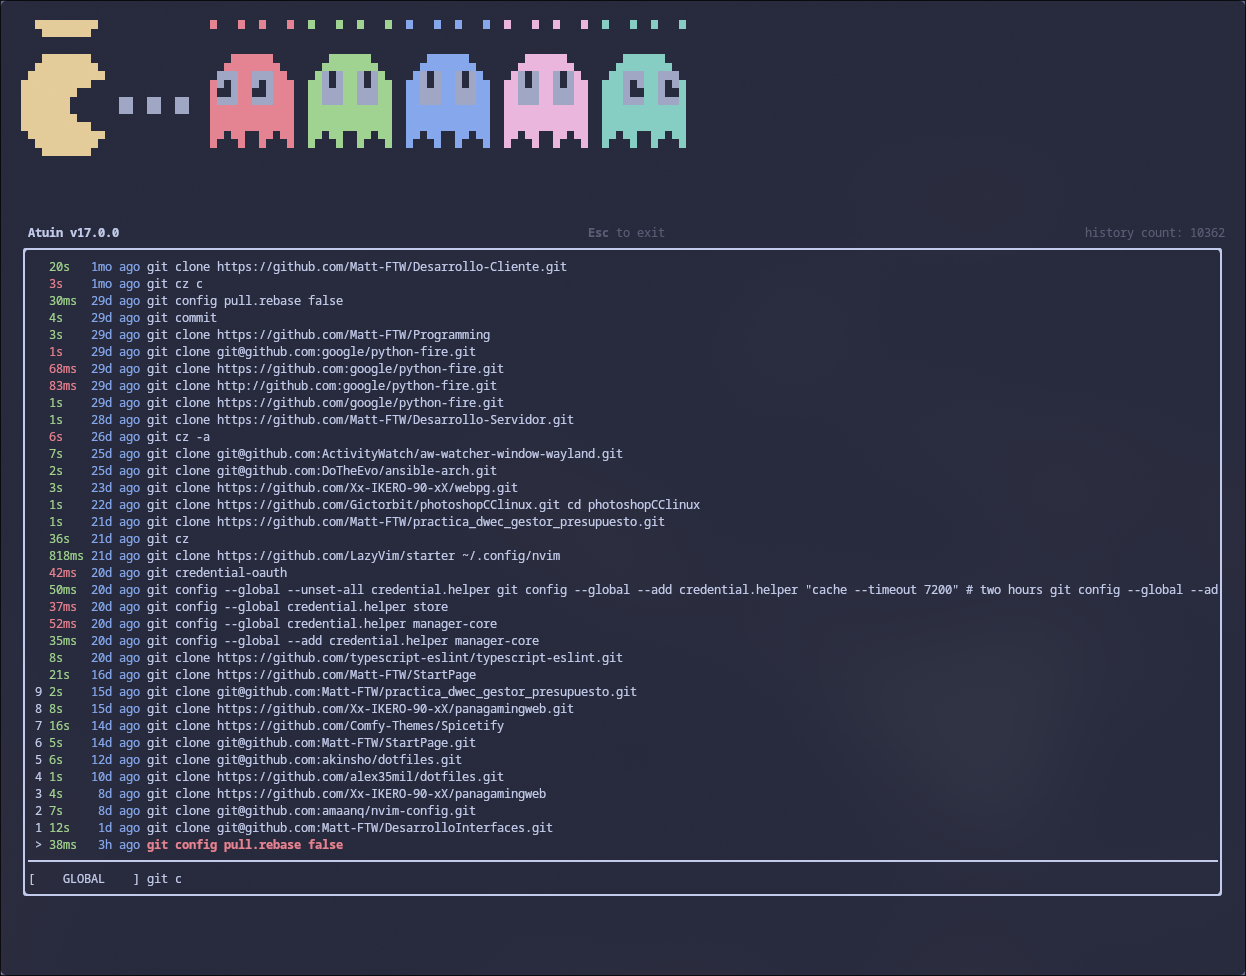 Atuin v17.0.0 Esc to exit history count: 10362
20s 1mo ago git clone https://github.com/Matt-FTW/Desarrollo-Cliente.git
3s 1mo ago git cz c
30ms 29d ago git config pull.rebase false
4s 29d ago git commit
3s 29d ago git clone https://github.com/Matt-FTW/Programming
1s 29d ago git clone git@github.com:google/python-fire.git
68ms 29d ago git clone https://github.com:google/python-fire.git
83ms 29d ago git clone http://github.com:google/python-fire.git
1s 29d ago git clone https://github.com/google/python-fire.git
1s 28d ago git clone https://github.com/Matt-FTW/Desarrollo-Servidor.git
6s 26d ago git cz -a
7s 25d ago git clone git@github.com:ActivityWatch/aw-watcher-window-wayland.git
2s 25d ago git clone git@github.com:DoTheEvo/ansible-arch.git
3s 23d ago git clone https://github.com/Xx-IKERO-90-xX/webpg.git
1s 22d ago git clone https://github.com/Gictorbit/photoshopCClinux.git cd photoshopCClinux
1s 21d ago git clone https://github.com/Matt-FTW/practica_dwec_gestor_presupuesto.git
36s 21d ago git cz
818ms 21d ago git clone https://github.com/LazyVim/starter ~/.config/nvim
42ms 20d ago git credential-oauth
50ms 20d ago git config --global --unset-all credential.helper git config --global --add credential.helper "cache --timeout 7200" # two hours git config --global --ad
37ms 20d ago git config --global credential.helper store
52ms 20d ago git config --global credential.helper manager-core
35ms 20d ago git config --global --add credential.helper manager-core
8s 20d ago git clone https://github.com/typescript-eslint/typescript-eslint.git
21s 16d ago git clone https://github.com/Matt-FTW/StartPage
9 2s 15d ago git clone git@github.com:Matt-FTW/practica_dwec_gestor_presupuesto.git
8 8s 15d ago git clone https://github.com/Xx-IKERO-90-xX/panagamingweb.git
7 16s 14d ago git clone https://github.com/Comfy-Themes/Spicetify
6 5s 14d ago git clone git@github.com:Matt-FTW/StartPage.git
5 6s 12d ago git clone git@github.com:akinsho/dotfiles.git
4 1s 10d ago git clone https://github.com/alex35mil/dotfiles.git
3 4s 8d ago git clone https://github.com/Xx-IKERO-90-xX/panagamingweb
2 7s 8d ago git clone git@github.com:amaanq/nvim-config.git
1 12s 1d ago git clone git@github.com:Matt-FTW/DesarrolloInterfaces.git
> 38ms 3h ago git config pull.rebase false
[ GLOBAL ] git c